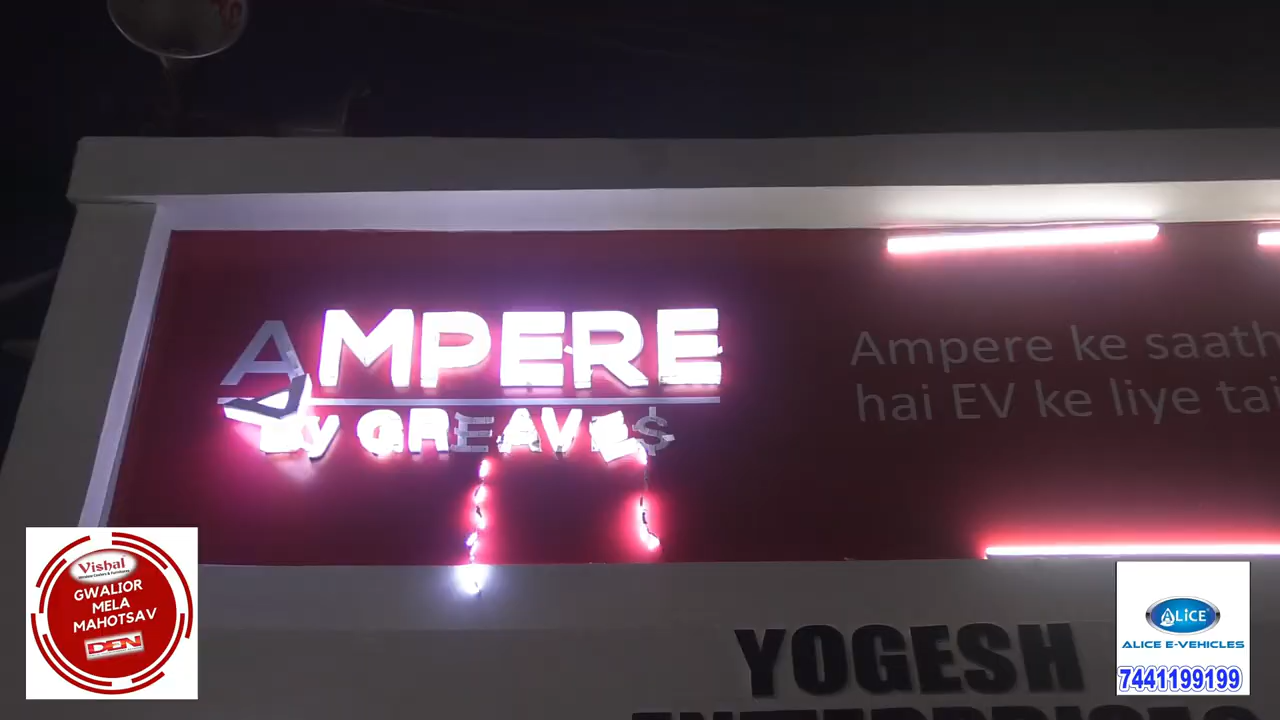 AMPERE
By GREAVES
Ampere ke saath
hai EV ke liye
YOGESH
ENTERPRISES
Vishal
GWALIOR
MELA
MAHOTSAV
DEN
ALICE
ALICE E-VEHICLES
7441199199